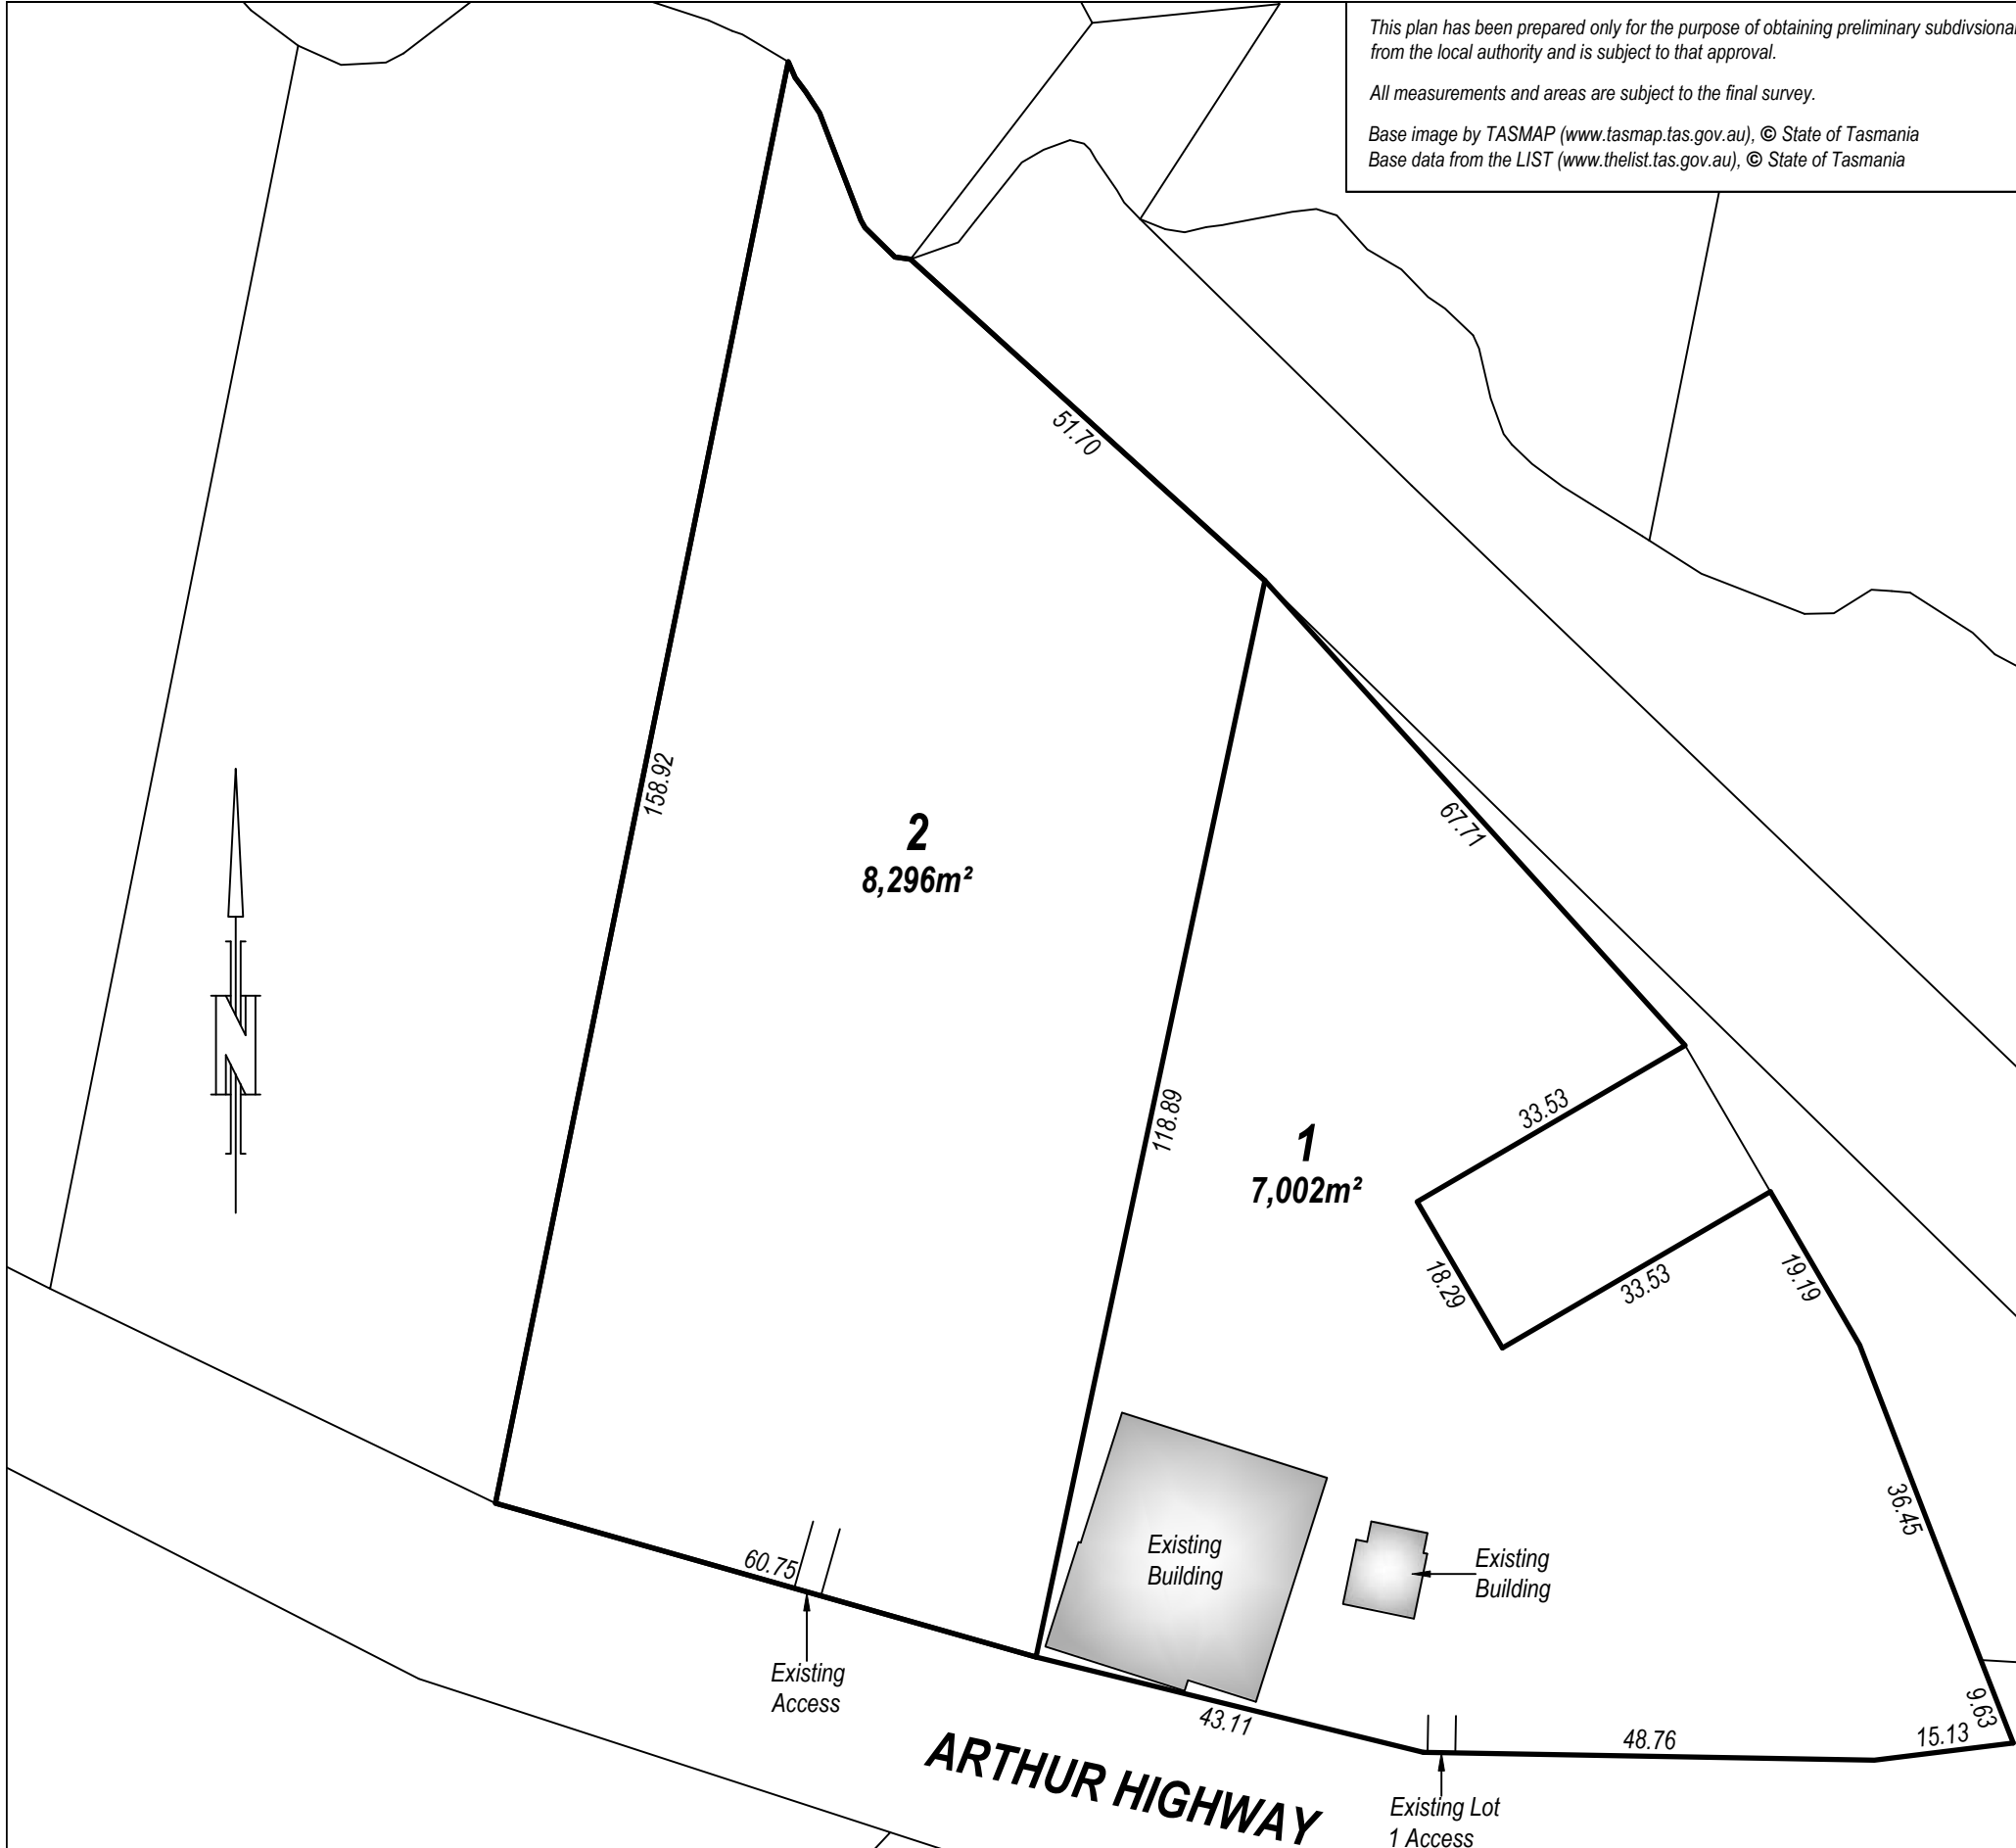 This plan has been prepared only for the purpose of obtaining preliminary subdivsional
from the local authority and is subject to that approval.
All measurements and areas are subject to the final survey.
Base image by TASMAP (www.tasmap.tas.gov.au), © State of Tasmania
Base data from the LIST (www.thelist.tas.gov.au), © State of Tasmania
51.70
158.92
2
8,296m²
67.71
N
118.89
1
7,002m²
33.53
18.29
33.53
19.19
36.45
Existing
Building
Existing
Building
60.75
Existing
Access
43.11
9.63
48.76
15.13
ARTHUR HIGHWAY
Existing Lot
1 Access